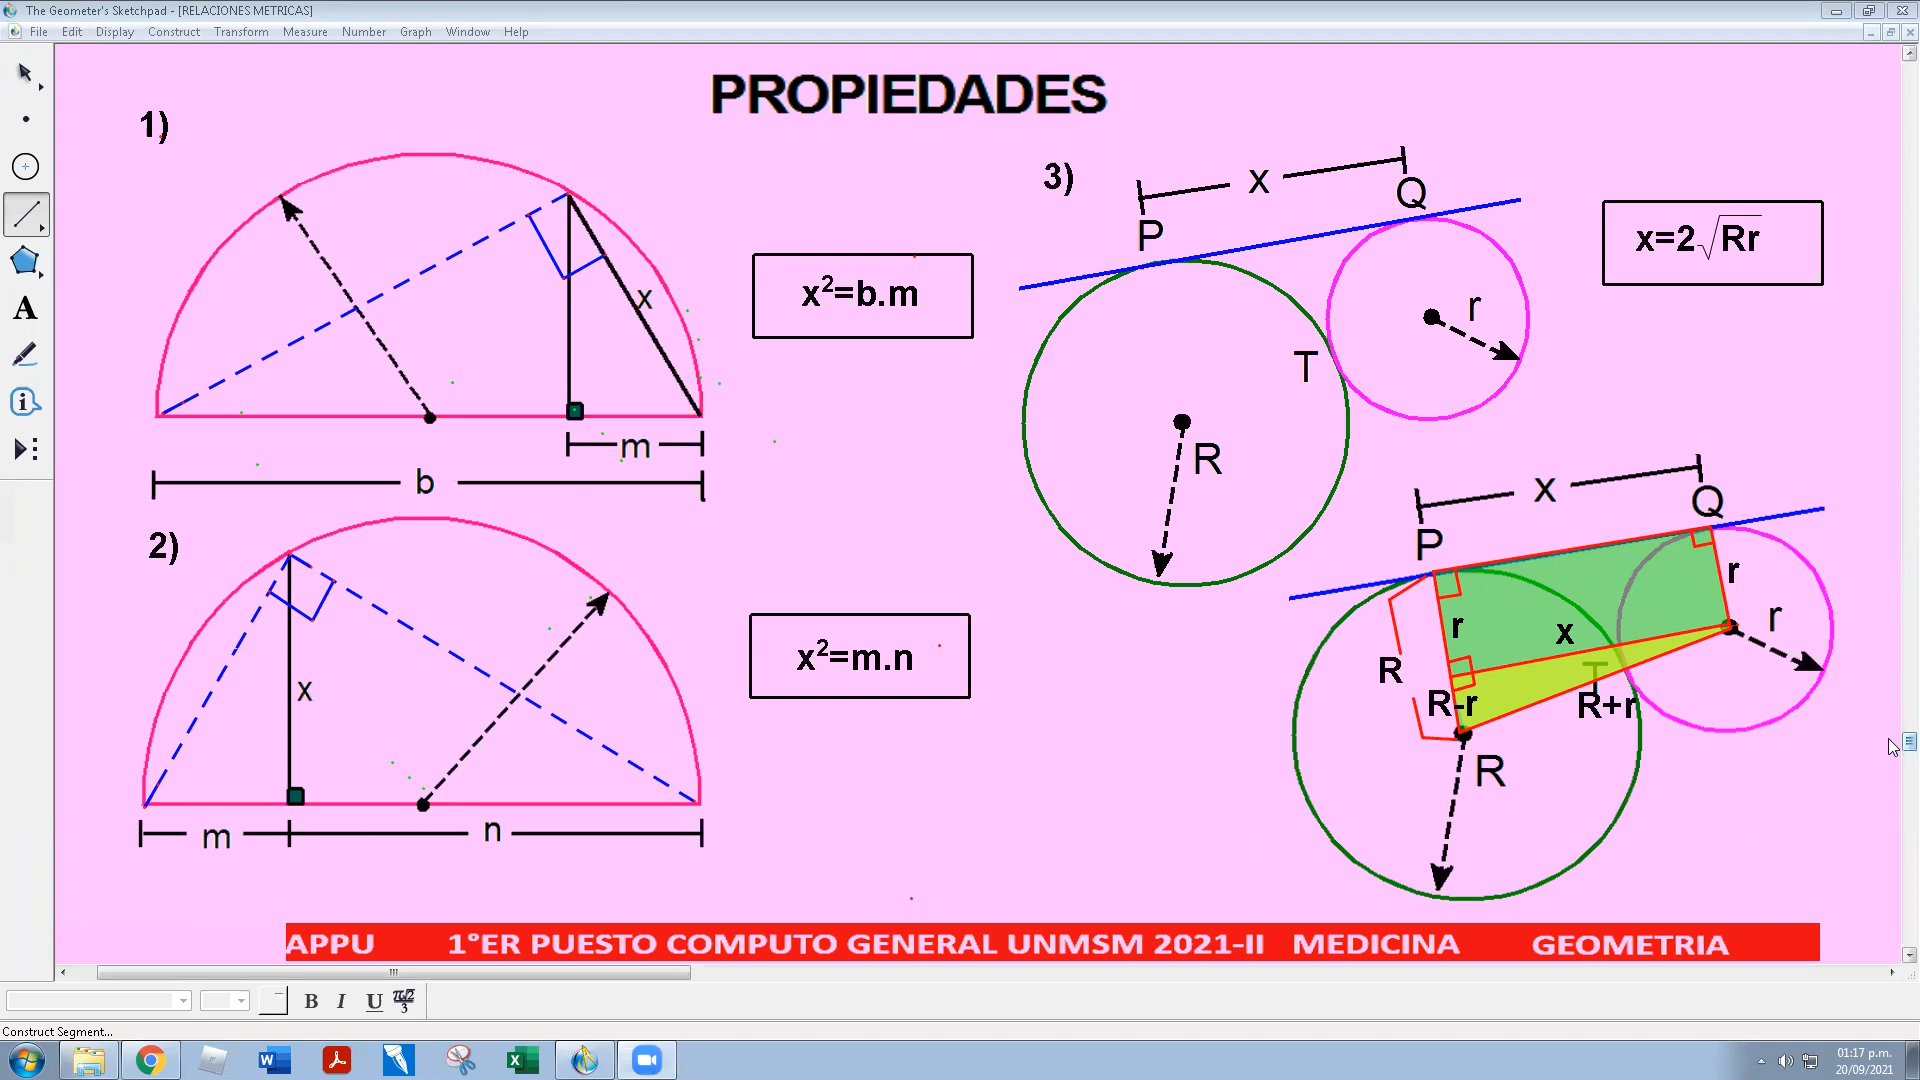 The Geometer's Sketchpad - [RELACIONES METRICAS]
File Edit Display Construct Transform Measure Number Graph Window Help
PROPIEDADES
1)
x
m
b
x²=b.m
2)
x
m
n
x²=m.n
3)
x
P
Q
r
T
R
x=2√Rr
x
P
Q
r
r
r
x
R
T
R-r
R+r
R
APPU 1°ER PUESTO COMPUTO GENERAL UNMSM 2021-II MEDICINA GEOMETRIA
B I U
Construct Segment...
01:17 p.m.
20/09/2021